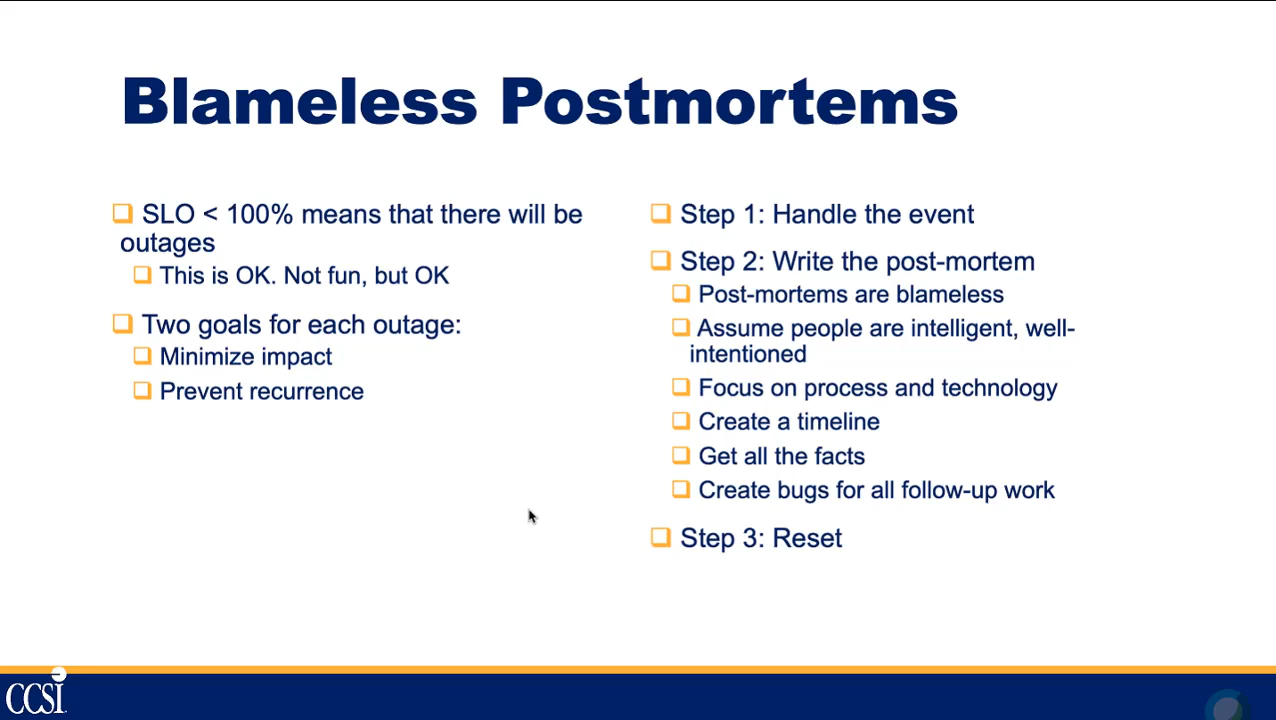 Blameless Postmortems
SLO < 100% means that there will be
outages
This is OK. Not fun, but OK
Two goals for each outage:
Minimize impact
Prevent recurrence
Step 1: Handle the event
Step 2: Write the post-mortem
Post-mortems are blameless
Assume people are intelligent, well-
intentioned
Focus on process and technology
Create a timeline
Get all the facts
Create bugs for all follow-up work
Step 3: Reset
CCSI